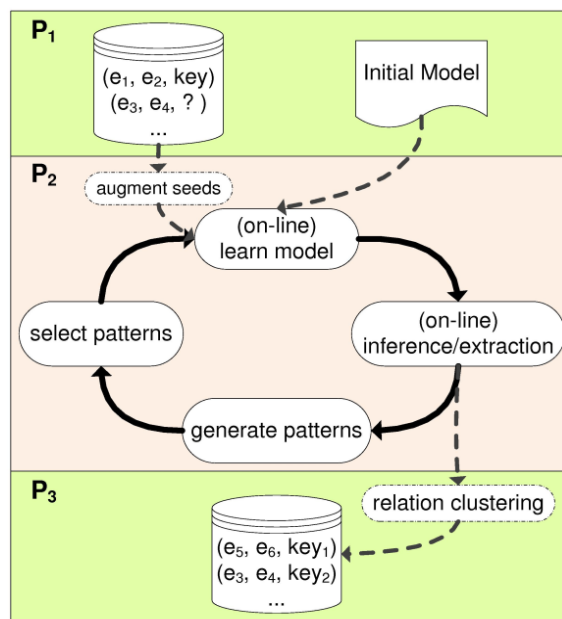 P₁
(e₁, e₂, key)
(e₃, e₄, ? )
...
Initial Model
P₂
augment seeds
(on-line)
learn model
select patterns
(on-line)
inference/extraction
generate patterns
P₃
relation clustering
(e₅, e₆, key₁)
(e₃, e₄, key₂)
...